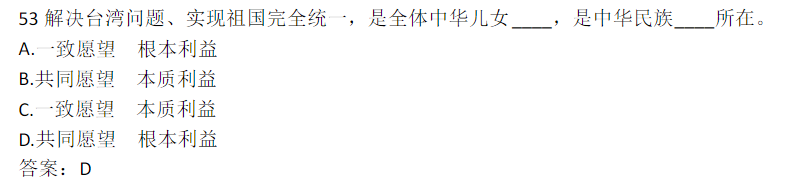 53 解决台湾问题、实现祖国完全统一，是全体中华儿女____，是中华民族____所在。
A.一致愿望　根本利益
B.共同愿望　本质利益
C.一致愿望　本质利益
D.共同愿望　根本利益
答案：D